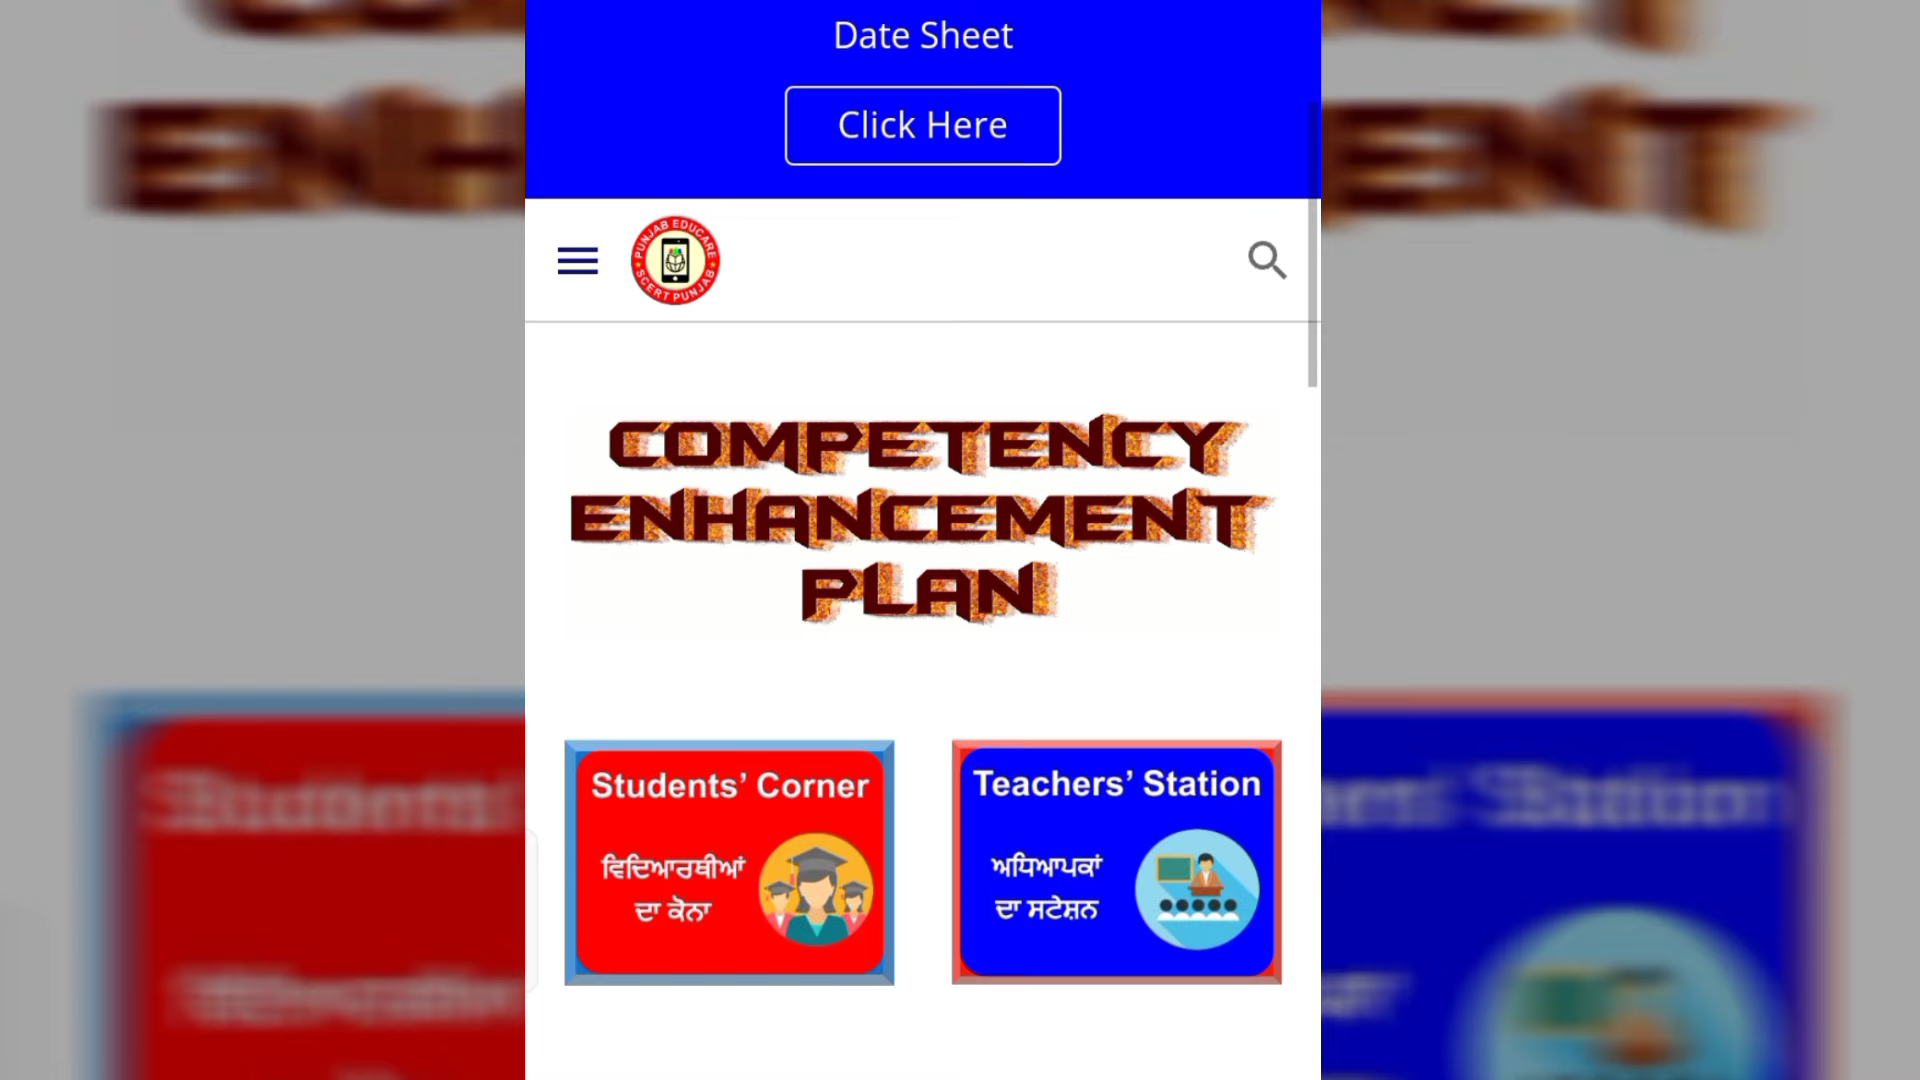 Date Sheet
Click Here
PUNJAB EDUCARE
SCERT PUNJAB
COMPETENCY
ENHANCEMENT
PLAN
Students’ Corner
ਵਿਦਿਆਰਥੀਆਂ
ਦਾ ਕੋਨਾ
Teachers’ Station
ਅਧਿਆਪਕਾਂ
ਦਾ ਸਟੇਸ਼ਨ